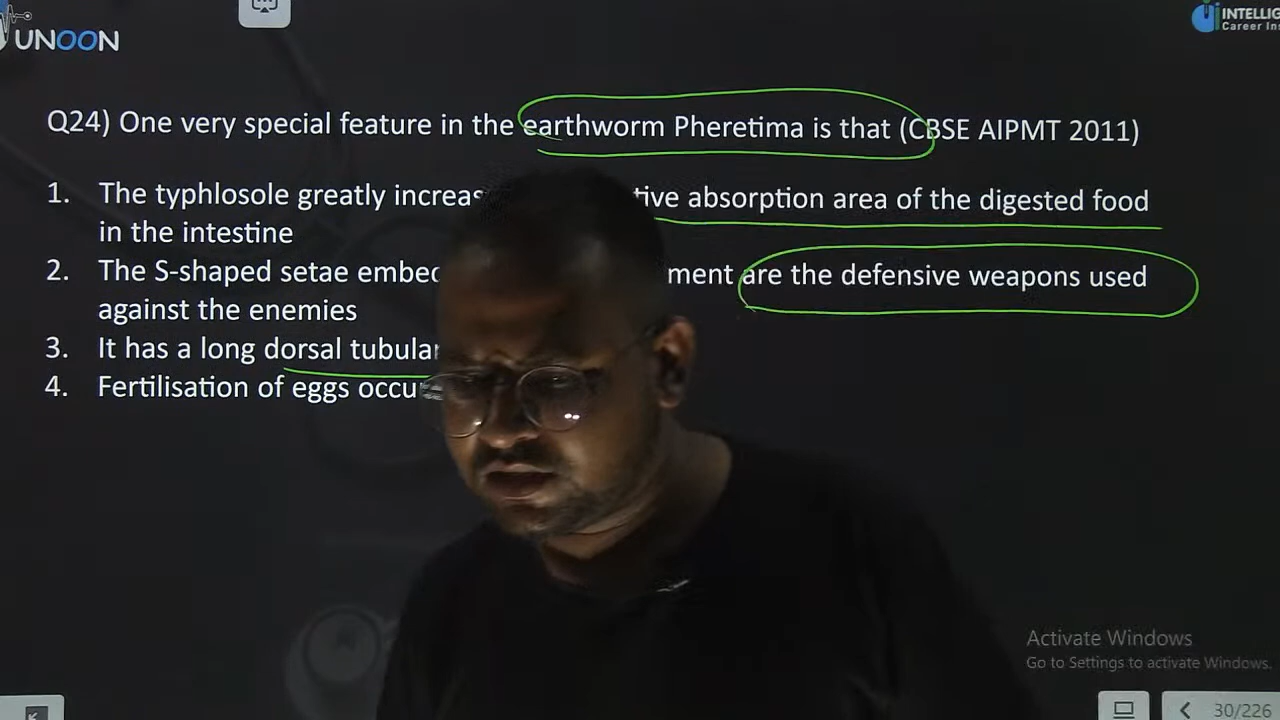 UNOON
INTELLIG
Career Ins
Q24) One very special feature in the earthworm Pheretima is that (CBSE AIPMT 2011)
1. The typhlosole greatly increas tive absorption area of the digested food
in the intestine
2. The S-shaped setae embed ment are the defensive weapons used
against the enemies
3. It has a long dorsal tubular
4. Fertilisation of eggs occu
Activate Windows
Go to Settings to activate Windows.
30/226